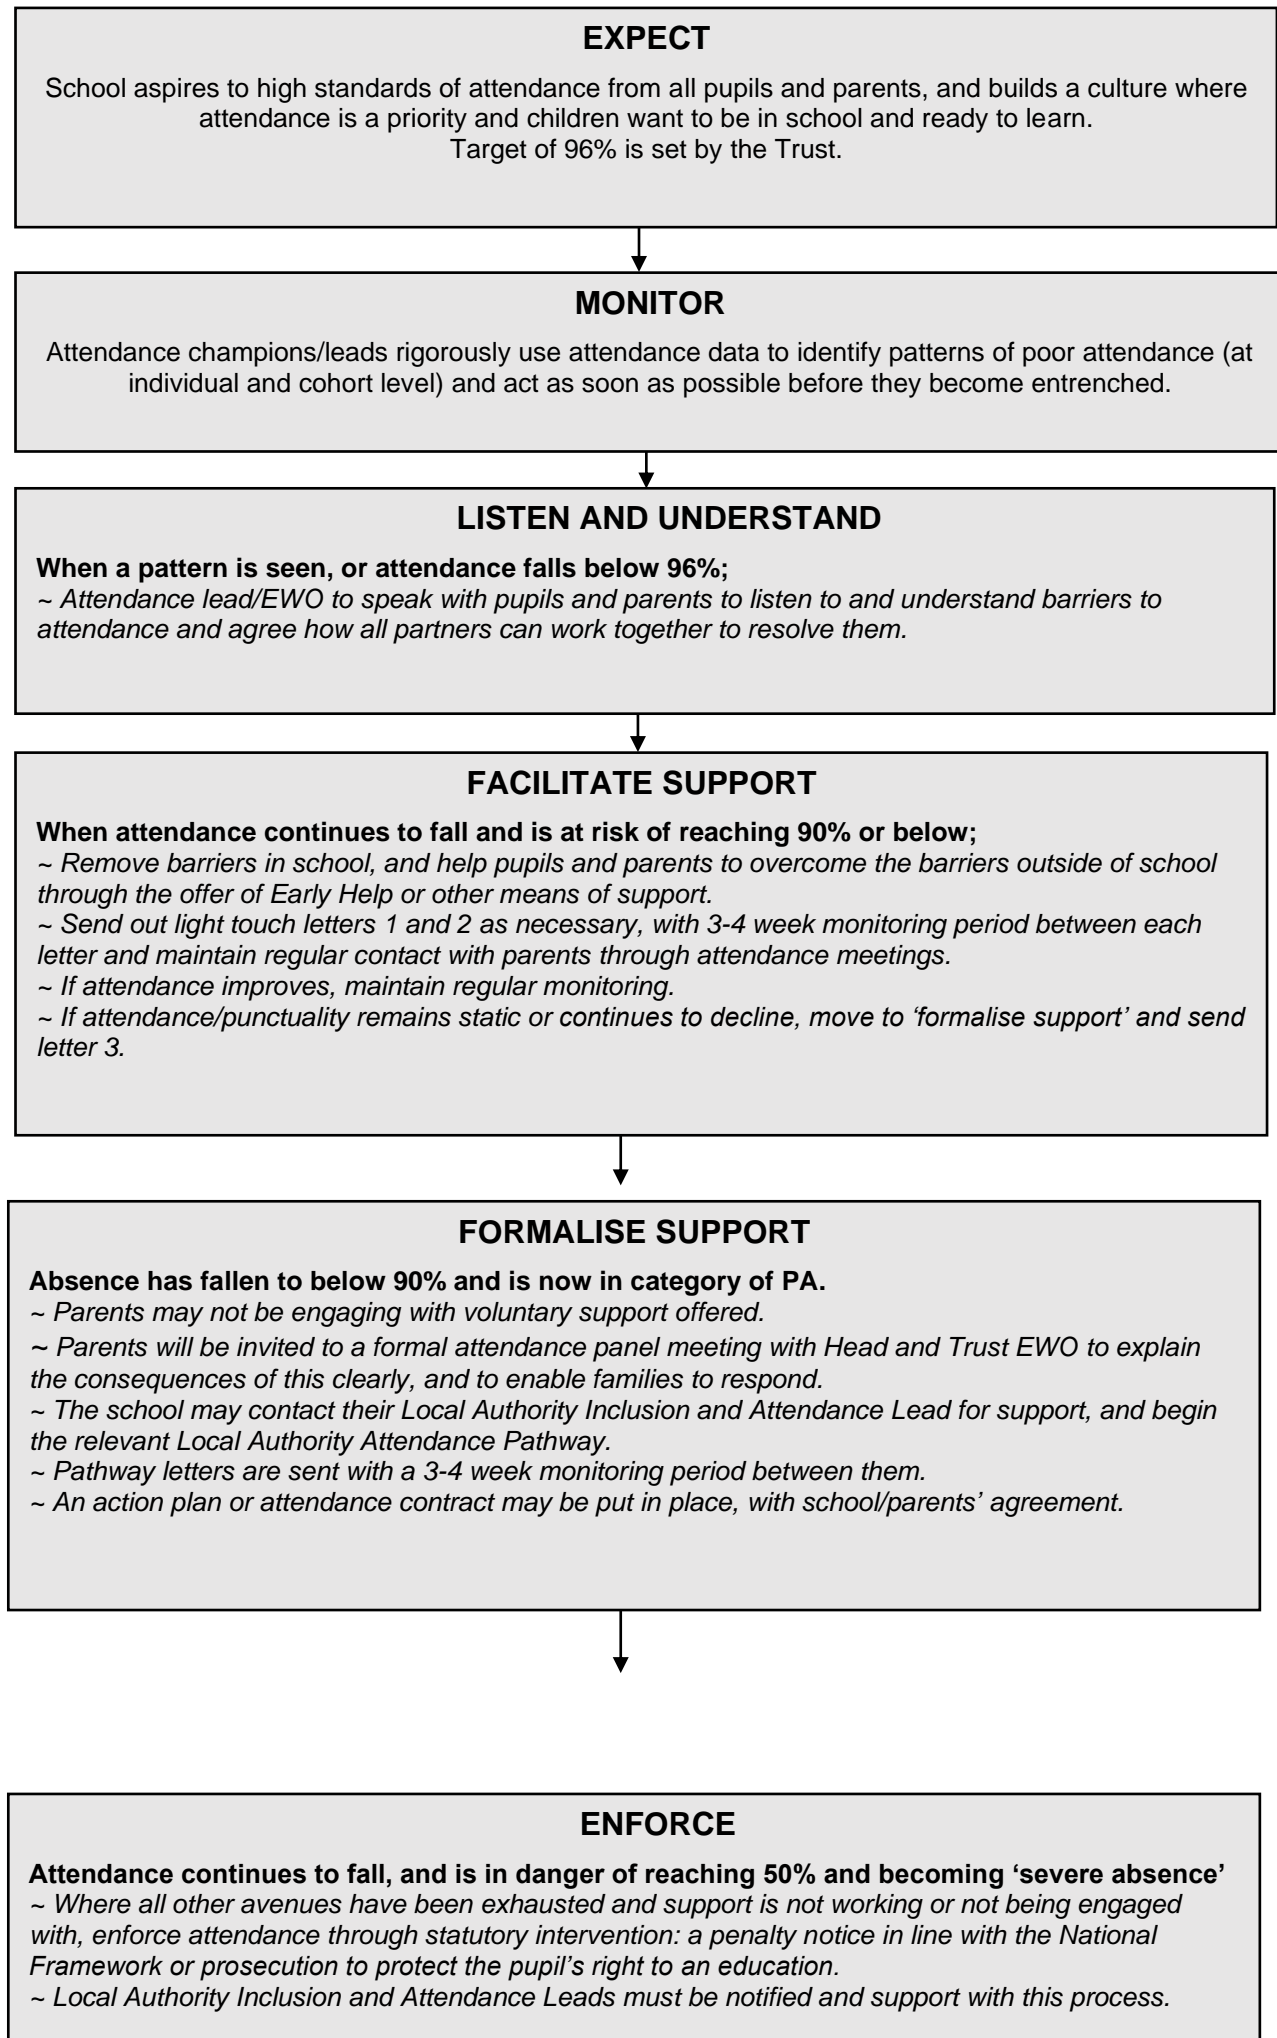 EXPECT
School aspires to high standards of attendance from all pupils and parents, and builds a culture where
attendance is a priority and children want to be in school and ready to learn.
Target of 96% is set by the Trust.
MONITOR
Attendance champions/leads rigorously use attendance data to identify patterns of poor attendance (at
individual and cohort level) and act as soon as possible before they become entrenched.
LISTEN AND UNDERSTAND
When a pattern is seen, or attendance falls below 96%;
~ Attendance lead/EWO to speak with pupils and parents to listen to and understand barriers to
attendance and agree how all partners can work together to resolve them.
FACILITATE SUPPORT
When attendance continues to fall and is at risk of reaching 90% or below;
~ Remove barriers in school, and help pupils and parents to overcome the barriers outside of school
through the offer of Early Help or other means of support.
~ Send out light touch letters 1 and 2 as necessary, with 3-4 week monitoring period between each
letter and maintain regular contact with parents through attendance meetings.
~ If attendance improves, maintain regular monitoring.
~ If attendance/punctuality remains static or continues to decline, move to ‘formalise support’ and send
letter 3.
FORMALISE SUPPORT
Absence has fallen to below 90% and is now in category of PA.
~ Parents may not be engaging with voluntary support offered.
~ Parents will be invited to a formal attendance panel meeting with Head and Trust EWO to explain
the consequences of this clearly, and to enable families to respond.
~ The school may contact their Local Authority Inclusion and Attendance Lead for support, and begin
the relevant Local Authority Attendance Pathway.
~ Pathway letters are sent with a 3-4 week monitoring period between them.
~ An action plan or attendance contract may be put in place, with school/parents’ agreement.
ENFORCE
Attendance continues to fall, and is in danger of reaching 50% and becoming ‘severe absence’
~ Where all other avenues have been exhausted and support is not working or not being engaged
with, enforce attendance through statutory intervention: a penalty notice in line with the National
Framework or prosecution to protect the pupil’s right to an education.
~ Local Authority Inclusion and Attendance Leads must be notified and support with this process.